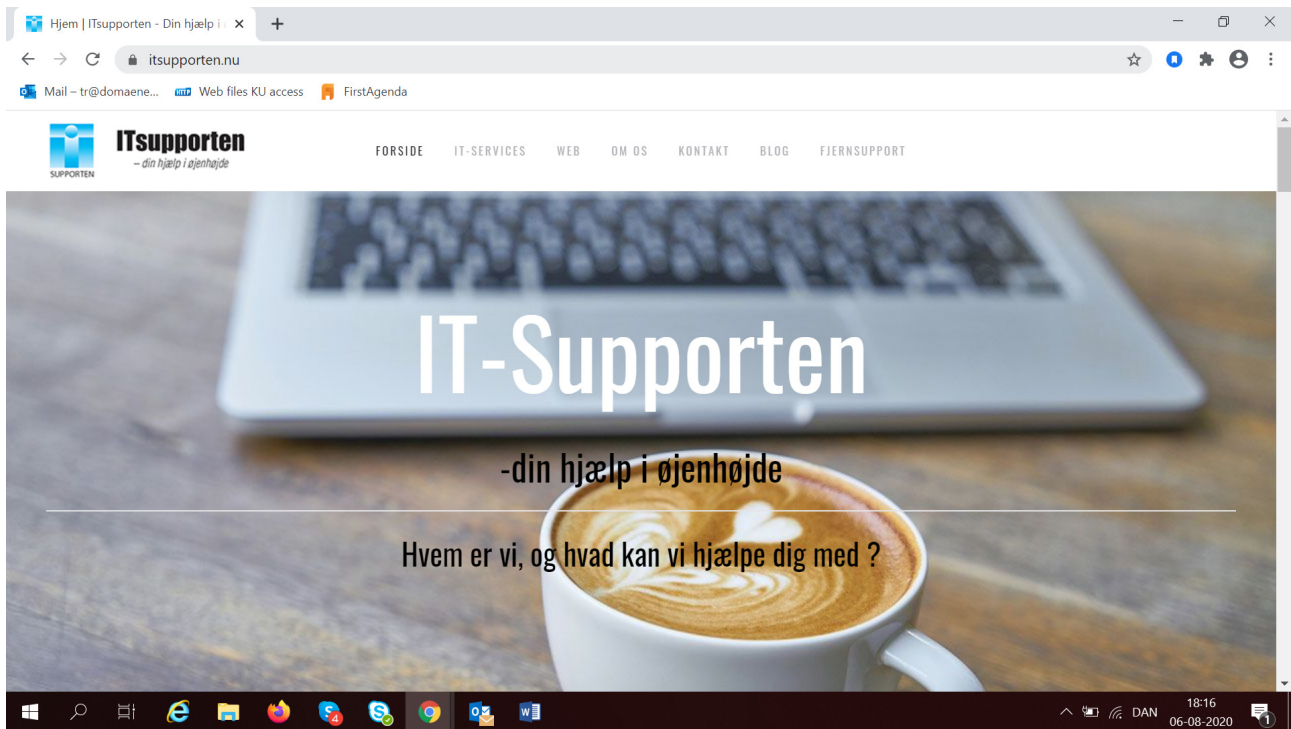 Hjem | ITsupporten - Din hjælp i
itsupporten.nu
Mail – tr@domaene... Web files KU access FirstAgenda
ITsupporten
– din hjælp i øjenhøjde
SUPPORTEN
FORSIDE IT-SERVICES WEB OM OS KONTAKT BLOG FJERNSUPPORT
IT-Supporten
-din hjælp i øjenhøjde
Hvem er vi, og hvad kan vi hjælpe dig med ?
DAN
18:16
06-08-2020